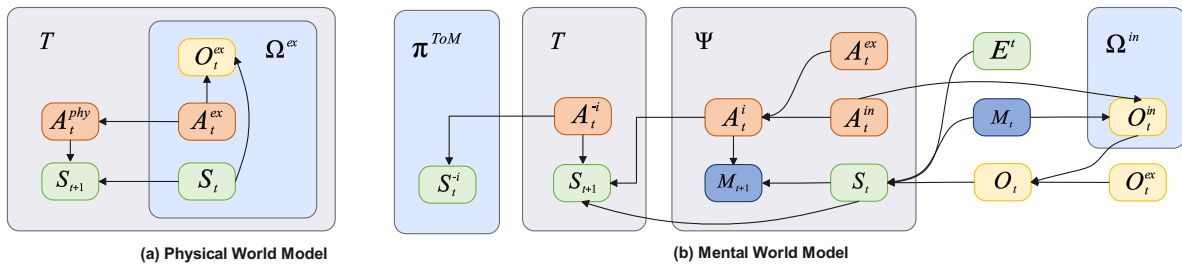 T
Ω^{ex}
O_t^{ex}
A_t^{phy}
A_t^{ex}
S_{t+1}
S_t
(a) Physical World Model
π^{ToM}
T
Ψ
A_t^{ex}
E^t
Ω^{in}
A_t^{-i}
A_t^i
A_t^{in}
M_t
O_t^{in}
S_t^{-i}
S_{t+1}
M_{t+1}
S_t
O_t
O_t^{ex}
(b) Mental World Model